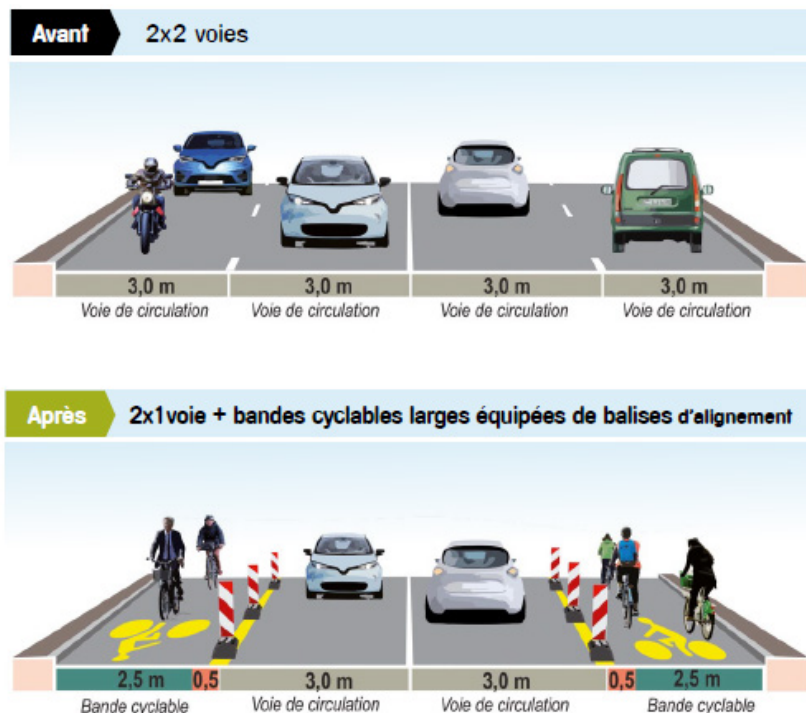 Avant 2x2 voies
3,0 m 3,0 m 3,0 m 3,0 m
Voie de circulation Voie de circulation Voie de circulation Voie de circulation
Après 2x1voie + bandes cyclables larges équipées de balises d'alignement
2,5 m 0,5 3,0 m 3,0 m 0,5 2,5 m
Bande cyclable Voie de circulation Voie de circulation Bande cyclable